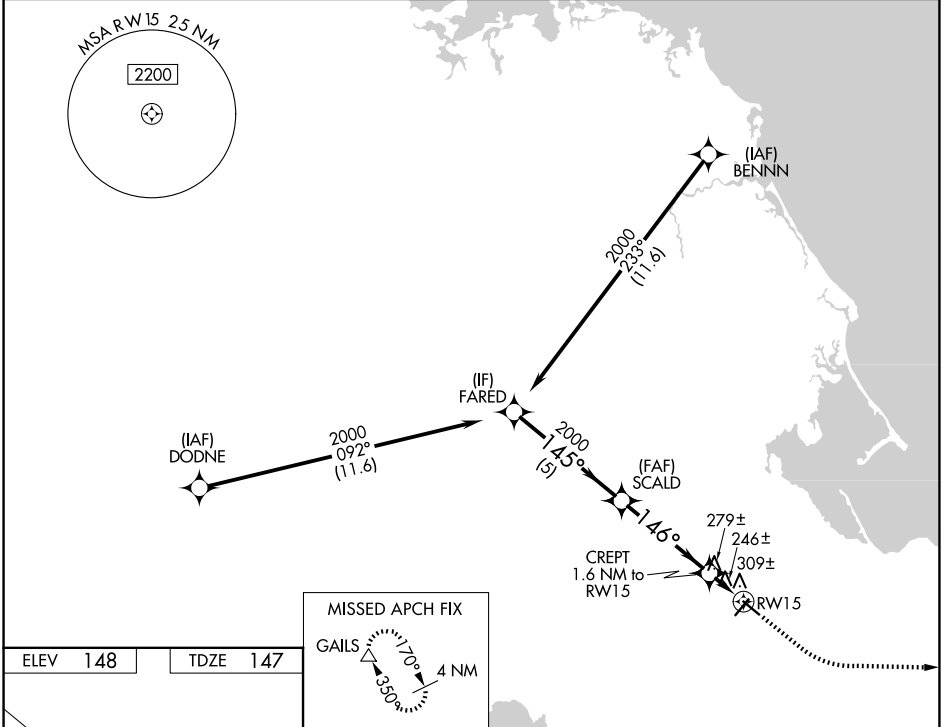 MSA RW15 25 NM
2200
(IAF)
BENNN
2000
233°
(11.6)
(IF)
FARED
(IAF)
DODNE
2000
092°
(11.6)
2000
145°
(5)
(FAF)
SCALD
146°
279±
246±
309±
CREPT
1.6 NM to
RW15
RW15
MISSED APCH FIX
GAILS
170°
4 NM
350°
ELEV 148
TDZE 147